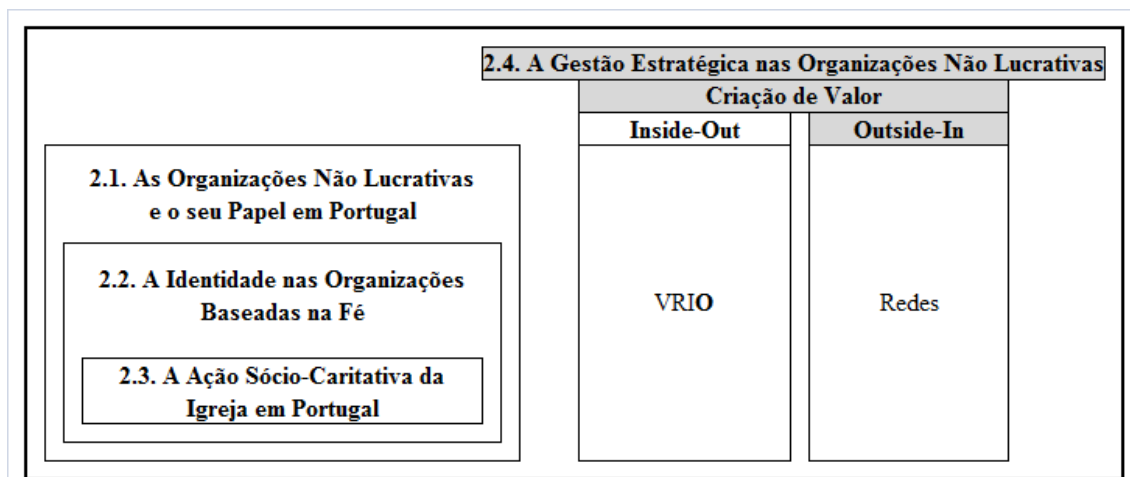 2.4. A Gestão Estratégica nas Organizações Não Lucrativas
Criação de Valor
Inside-Out
Outside-In
2.1. As Organizações Não Lucrativas
e o seu Papel em Portugal
2.2. A Identidade nas Organizações
Baseadas na Fé
VRIO
Redes
2.3. A Ação Sócio-Caritativa da
Igreja em Portugal